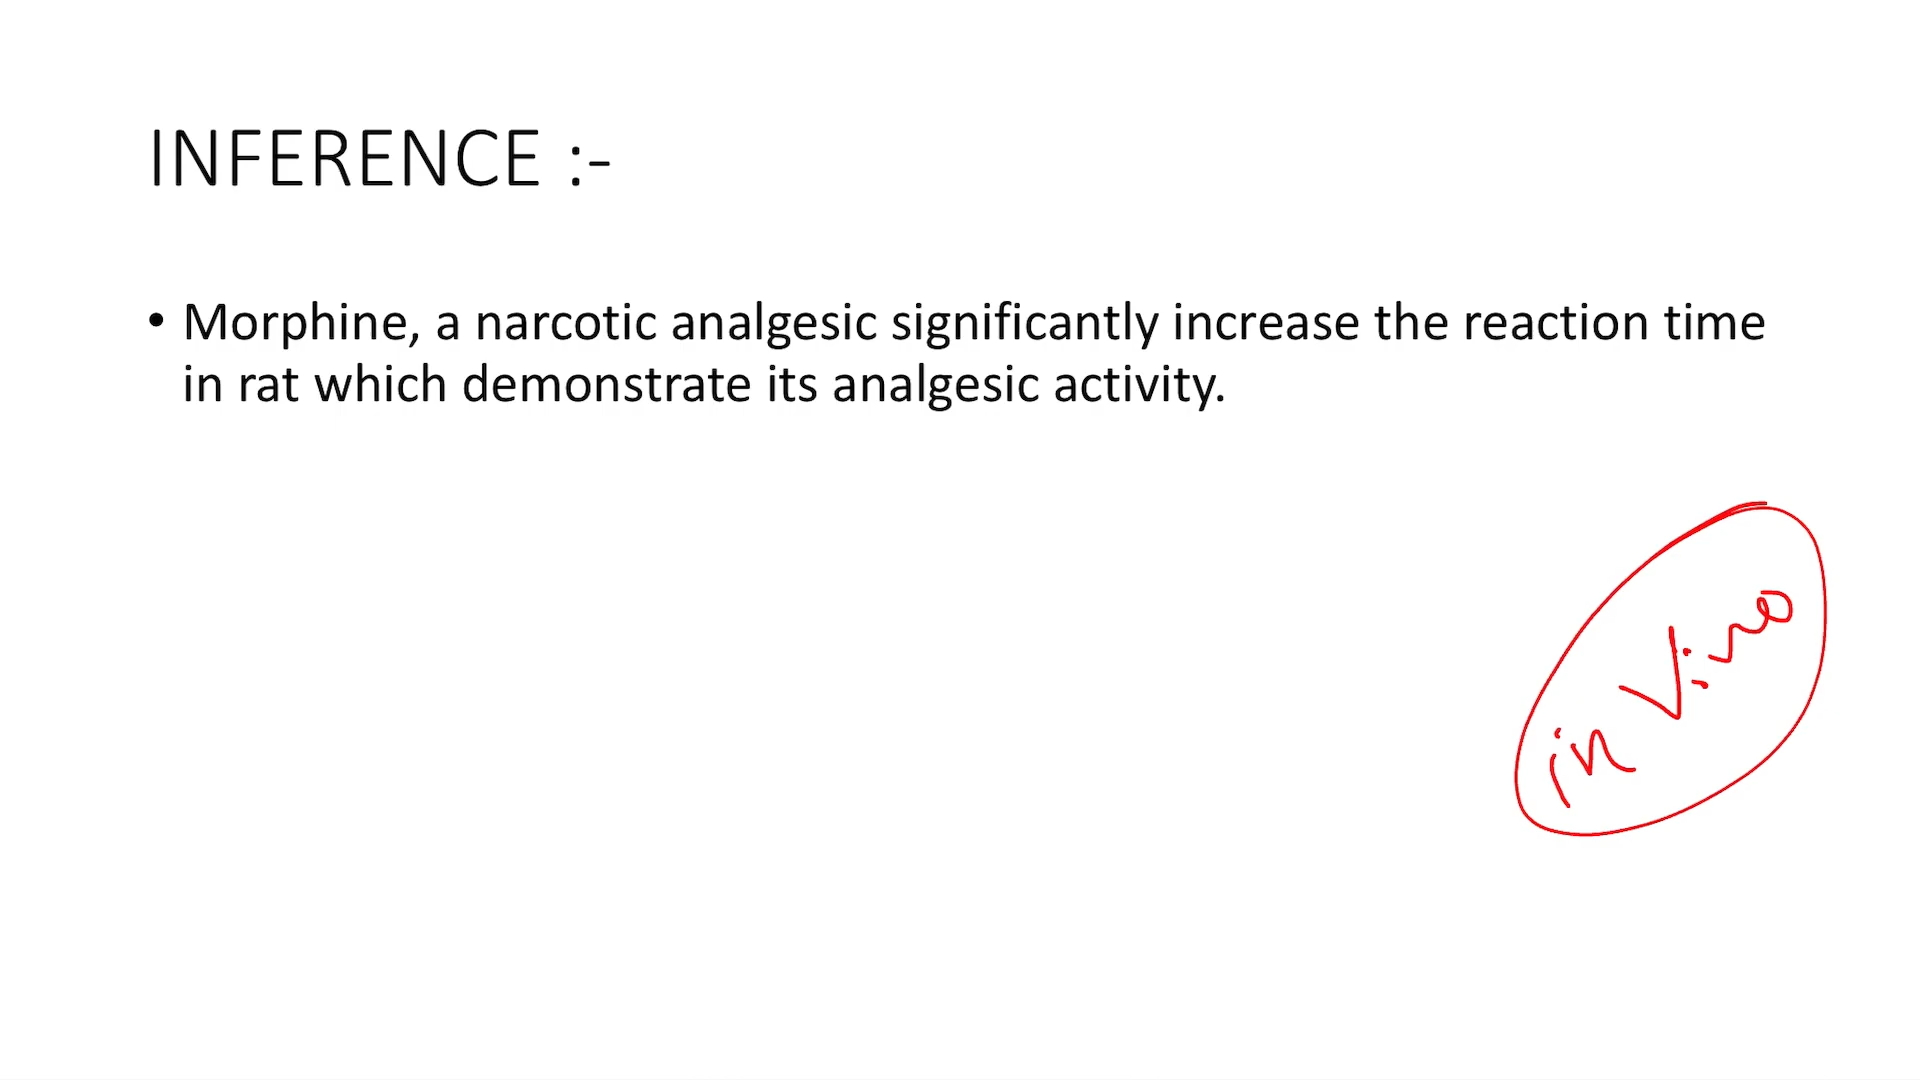 INFERENCE :-
• Morphine, a narcotic analgesic significantly increase the reaction time
in rat which demonstrate its analgesic activity.
in Vivo